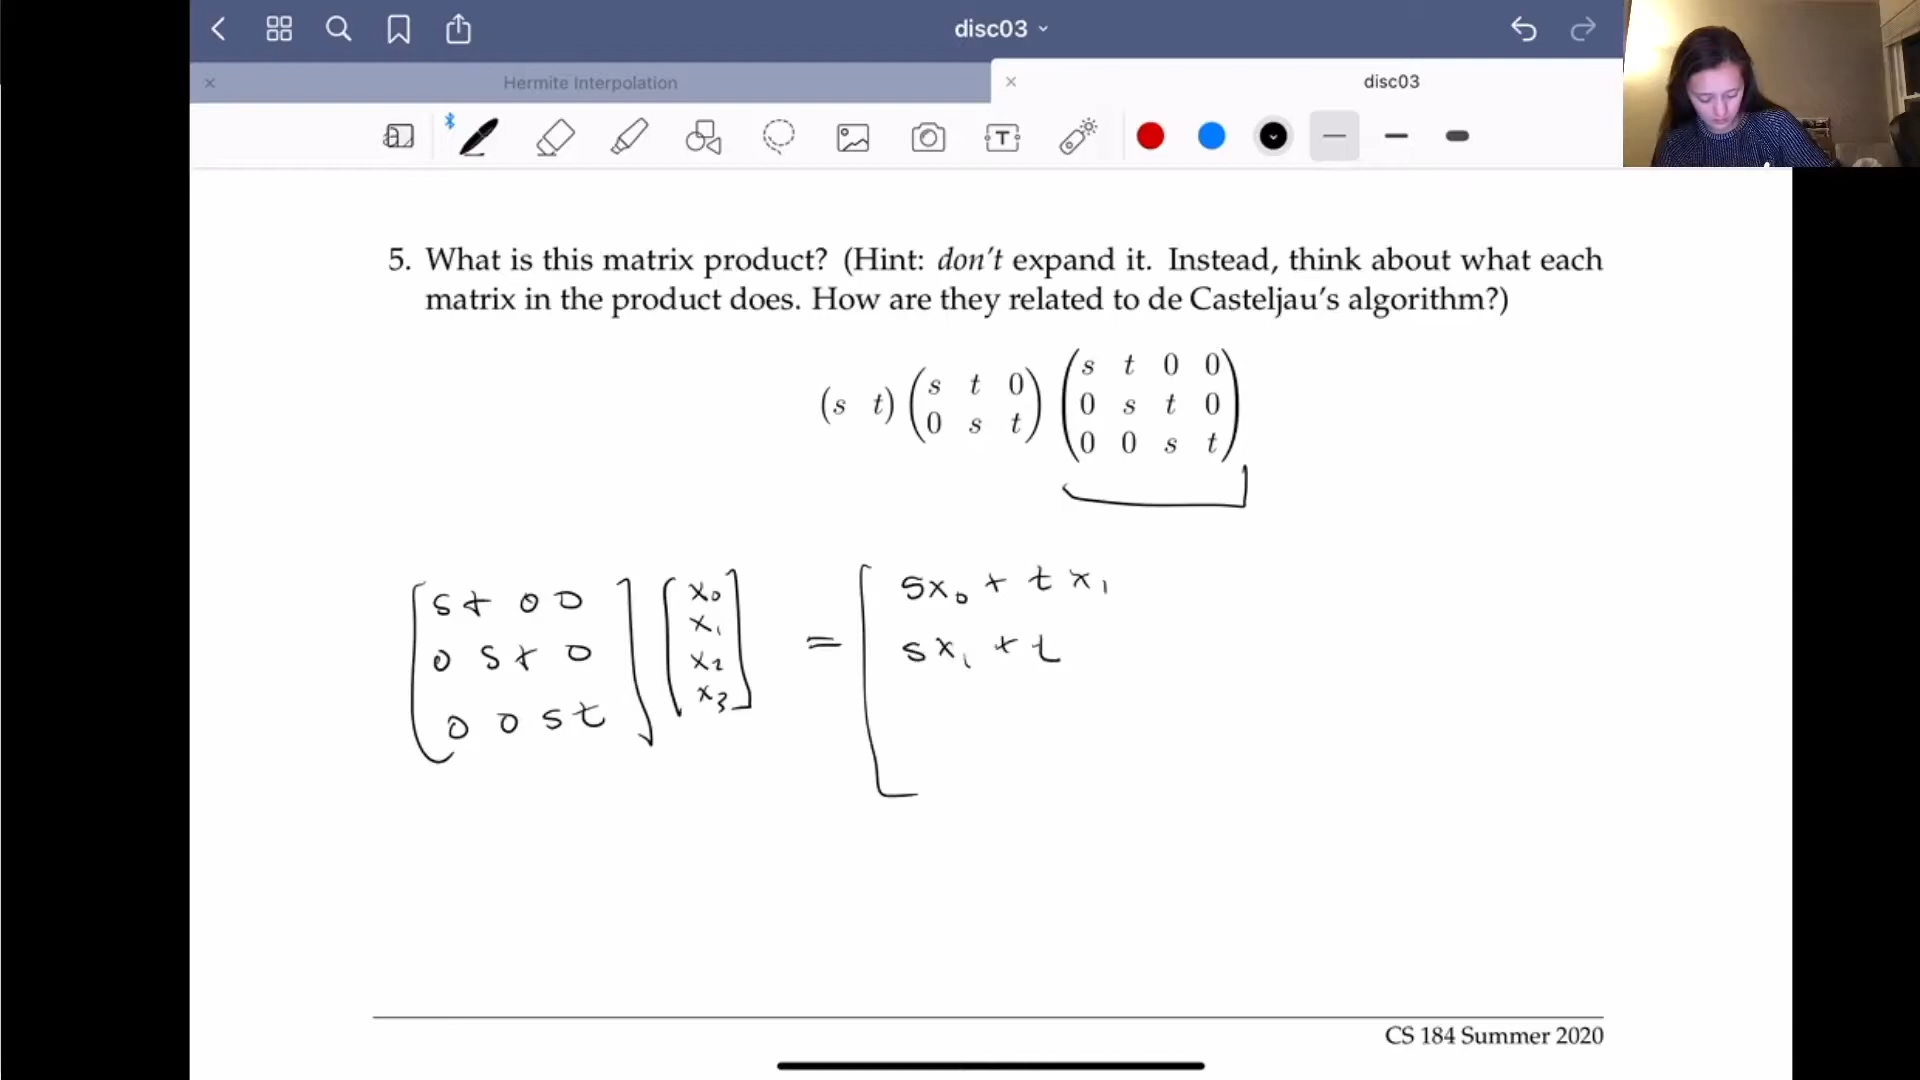 disc03
Hermite Interpolation
disc03
T
5. What is this matrix product? (Hint: don't expand it. Instead, think about what each
matrix in the product does. How are they related to de Casteljau's algorithm?)
(s t) (s t 0
0 s t) (s t 0 0
0 s t 0
0 0 s t)
[s t 0 0
0 s t 0
0 0 s t] [x₀
x₁
x₂
x₃] = [sx₀ + t x₁
sx₁ + t
CS 184 Summer 2020